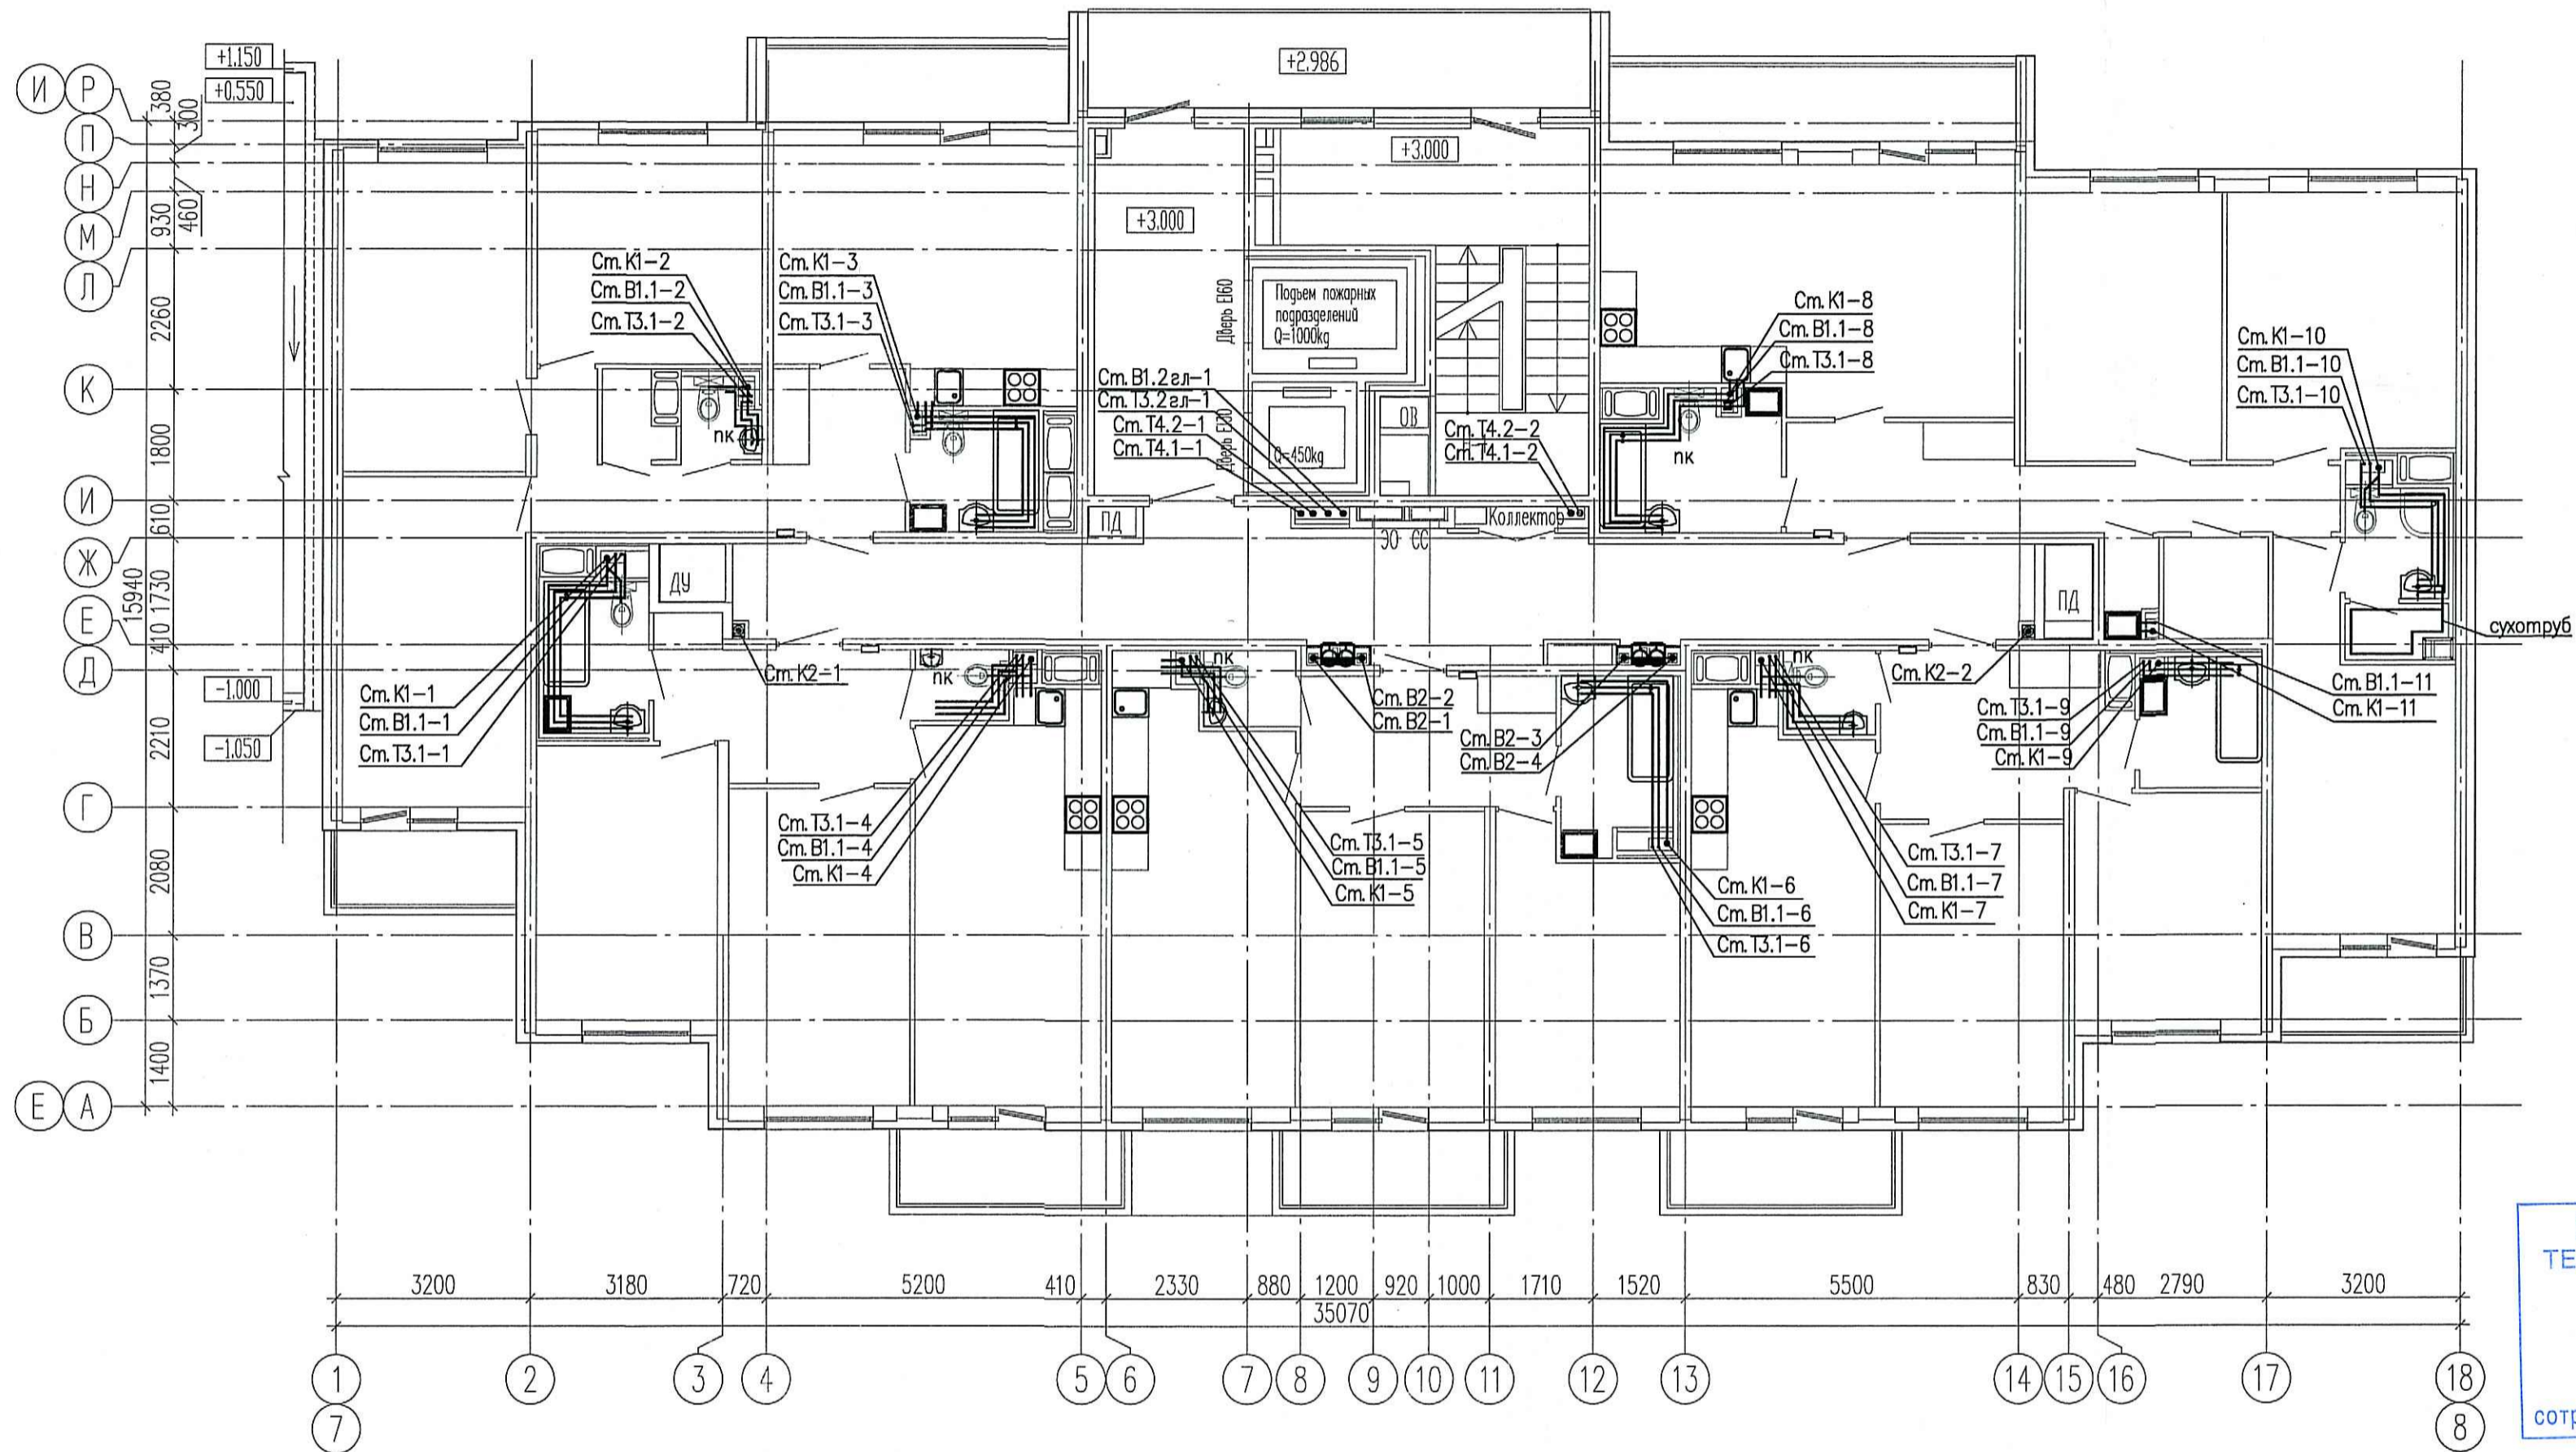 +1.150
+0.550
+2.986
+3.000
+3.000
И Р
П
Н
М
Л
К
И
Ж
Е
Д
Г
В
Б
Е А
380
300
930
460
2260
1800
610
1730
15940
410
2210
2080
1370
1400
Ст. К1-2
Ст. В1.1-2
Ст. Т3.1-2
Ст. К1-3
Ст. В1.1-3
Ст. Т3.1-3
Дверь EI60
Подъем пожарных
подразделений
Q=1000kg
Ст. К1-8
Ст. В1.1-8
Ст. Т3.1-8
Ст. К1-10
Ст. В1.1-10
Ст. Т3.1-10
Ст. В1.2гл-1
Ст. Т3.2гл-1
Ст. Т4.2-1
Ст. Т4.1-1
Дверь EI30
Q=450kg
ОВ
Ст. Т4.2-2
Ст. Т4.1-2
пк
пк
ПД
Коллектор
ЭО СС
ДУ
ПД
сухотруб
-1.000
-1.050
Ст. К1-1
Ст. В1.1-1
Ст. Т3.1-1
Ст. К2-1
пк
пк
Ст. В2-2
Ст. В2-1
Ст. В2-3
Ст. В2-4
пк
Ст. К2-2
Ст. Т3.1-9
Ст. В1.1-9
Ст. К1-9
Ст. В1.1-11
Ст. К1-11
Ст. Т3.1-4
Ст. В1.1-4
Ст. К1-4
Ст. Т3.1-5
Ст. В1.1-5
Ст. К1-5
Ст. К1-6
Ст. В1.1-6
Ст. Т3.1-6
Ст. Т3.1-7
Ст. В1.1-7
Ст. К1-7
3200 3180 720 5200 410 2330 880 1200 920 1000 1710 1520 5500 830 480 2790 3200
35070
1 2 3 4 5 6 7 8 9 10 11 12 13 14 15 16 17 18
7 8
ТЕ
сотр